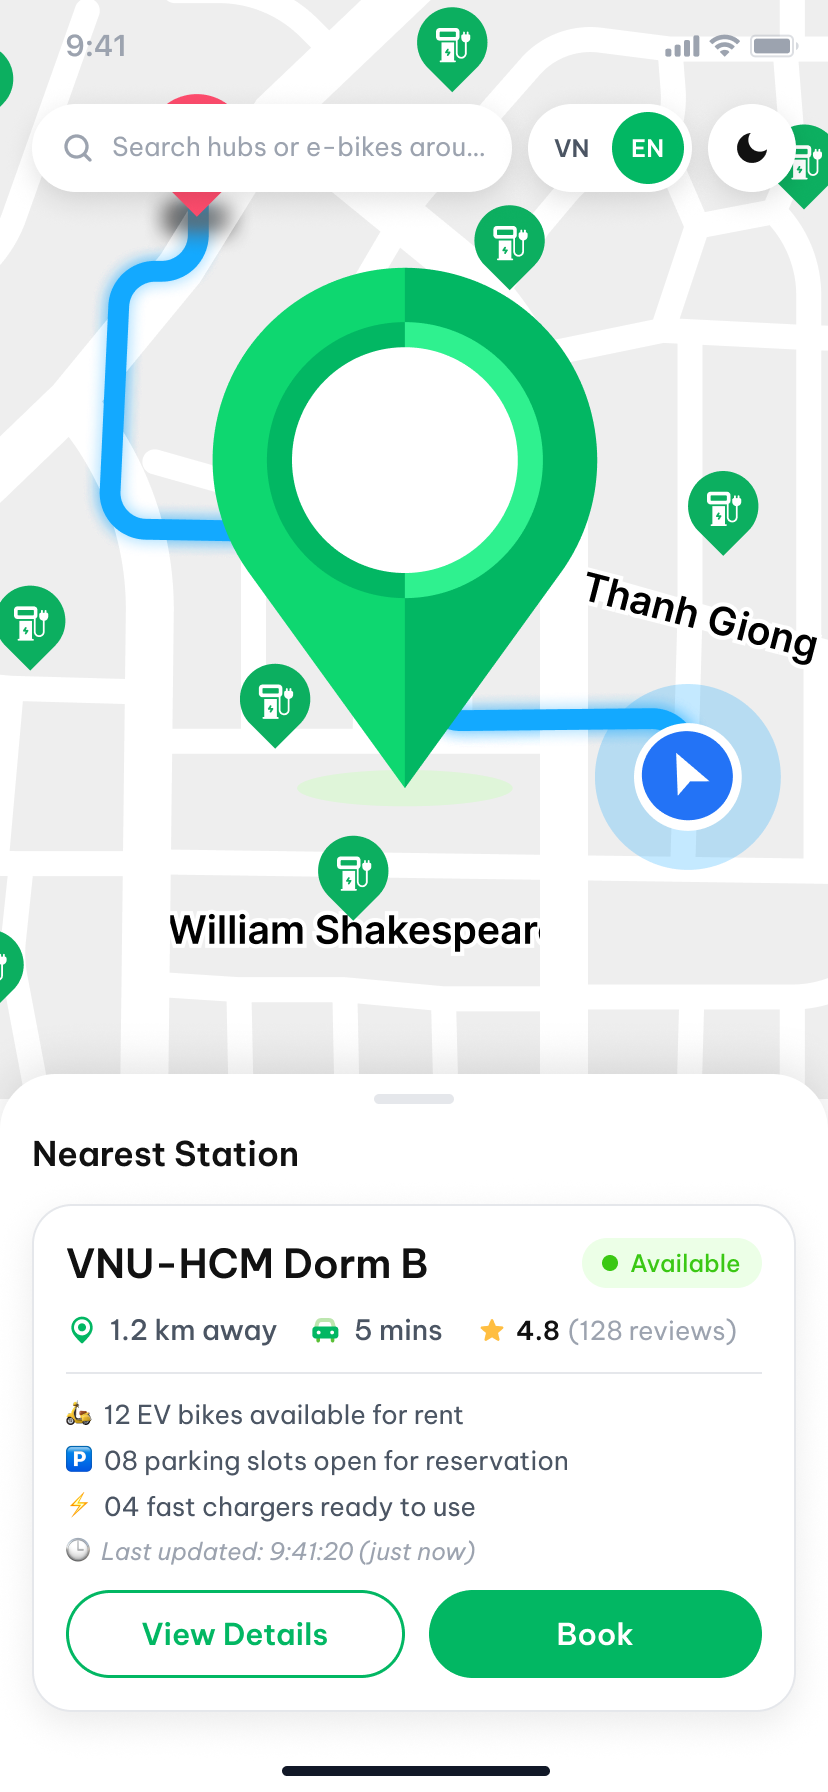 9:41
Search hubs or e-bikes arou...
VN
EN
Thanh Giong
William Shakespear
Nearest Station
VNU-HCM Dorm B
Available
1.2 km away
5 mins
4.8 (128 reviews)
12 EV bikes available for rent
P
08 parking slots open for reservation
04 fast chargers ready to use
Last updated: 9:41:20 (just now)
View Details
Book